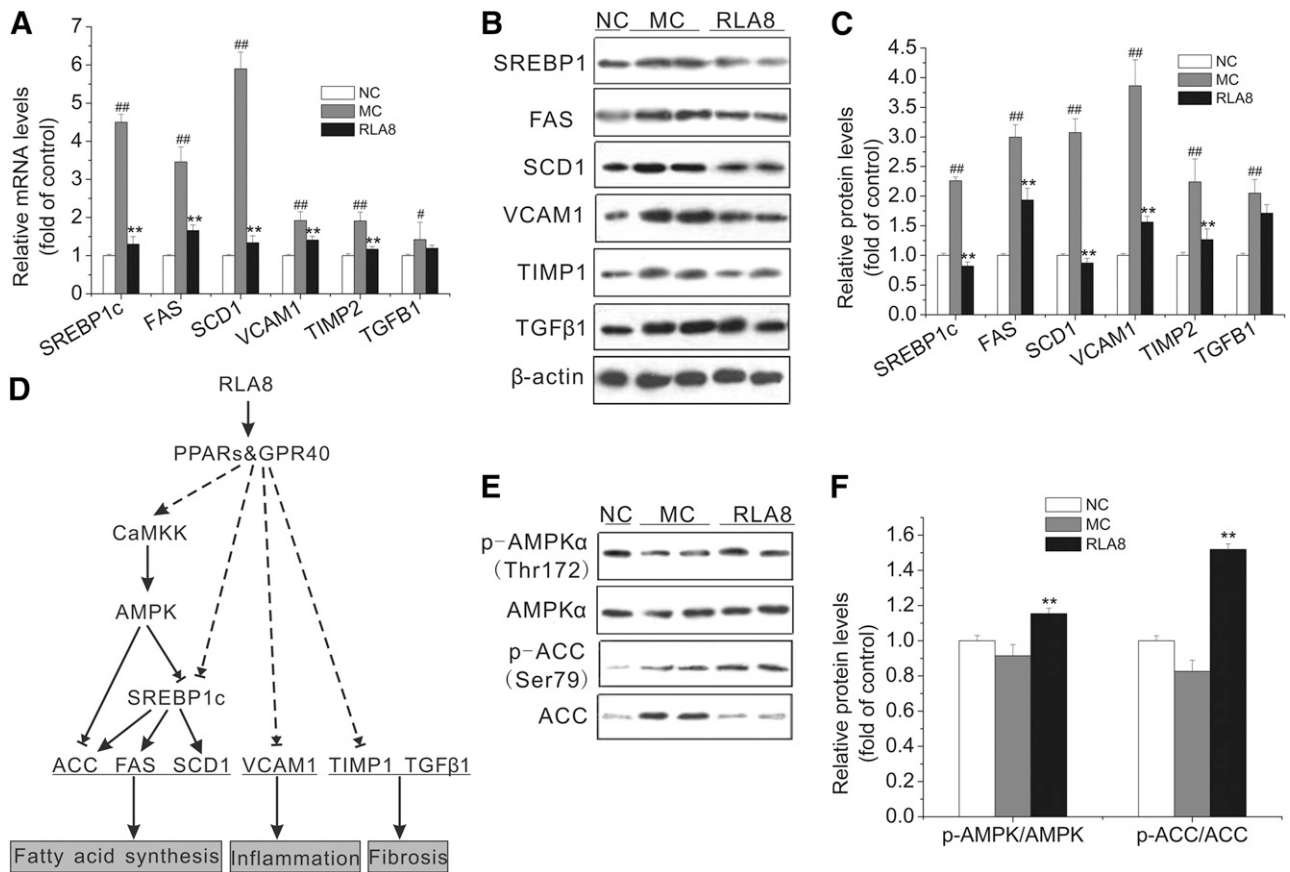 A
Relative mRNA levels
(fold of control)
7
6
5
4
3
2
1
0
##
**
##
**
##
**
##
**
##
**
#
NC
MC
RLA8
SREBP1c
FAS
SCD1
VCAM1
TIMP2
TGFB1
B
NC MC RLA8
SREBP1
FAS
SCD1
VCAM1
TIMP1
TGFβ1
β-actin
C
Relative protein levels
(fold of control)
4.5
4.0
3.5
3.0
2.5
2.0
1.5
1.0
0.5
0.0
##
**
##
**
##
**
##
**
##
**
##
NC
MC
RLA8
SREBP1c
FAS
SCD1
VCAM1
TIMP2
TGFB1
D
RLA8
PPARs&GPR40
CaMKK
AMPK
SREBP1c
ACC FAS SCD1 VCAM1 TIMP1 TGFβ1
Fatty acid synthesis Inflammation Fibrosis
E
NC MC RLA8
p-AMPKα
(Thr172)
AMPKα
p-ACC
(Ser79)
ACC
F
Relative protein levels
(fold of control)
1.6
1.4
1.2
1.0
0.8
0.6
0.4
0.2
0.0
NC
MC
RLA8
**
**
p-AMPK/AMPK
p-ACC/ACC